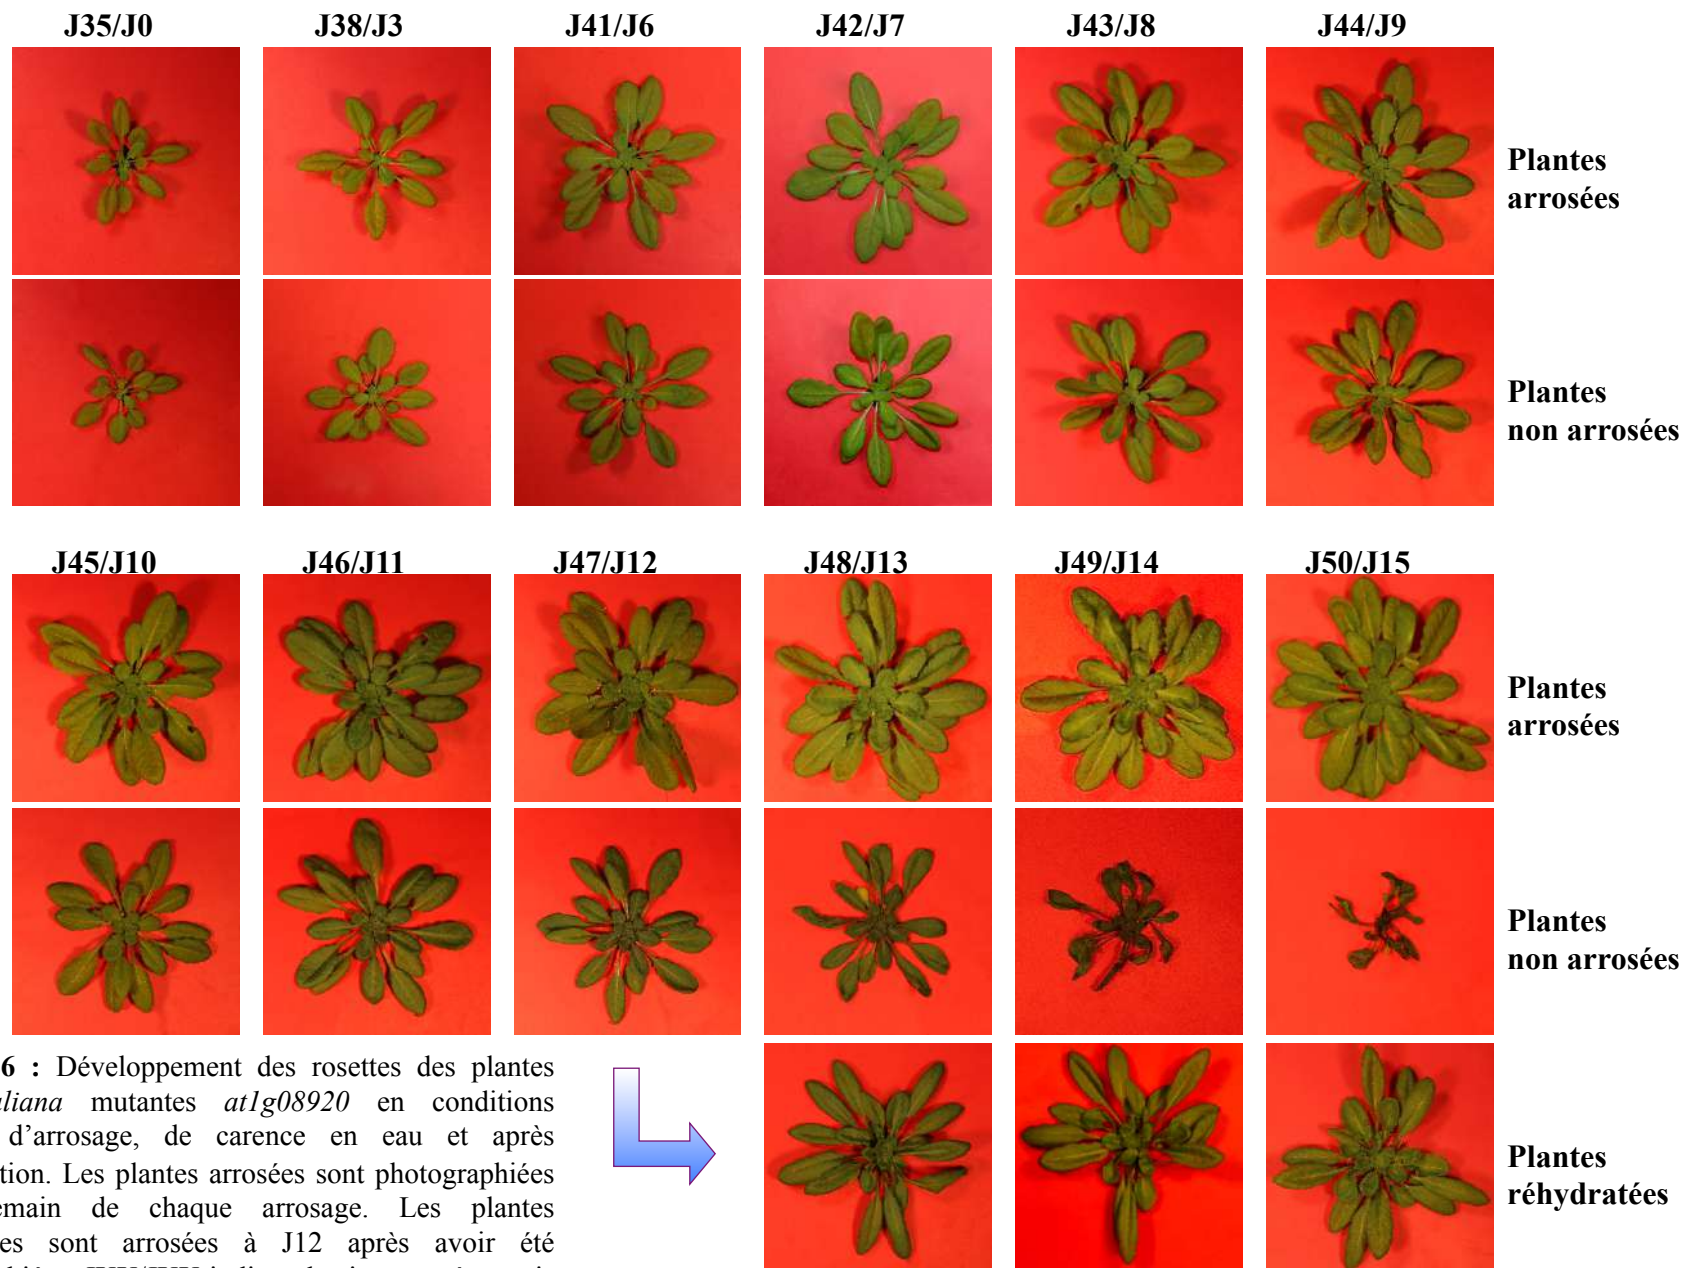 J35/J0 J38/J3 J41/J6 J42/J7 J43/J8 J44/J9
Plantes
arrosées
Plantes
non arrosées
J45/J10 J46/J11 J47/J12 J48/J13 J49/J14 J50/J15
Plantes
arrosées
Plantes
non arrosées
6 : Développement des rosettes des plantes
aliana mutantes at1g08920 en conditions
d’arrosage, de carence en eau et après
tion. Les plantes arrosées sont photographiées
emain de chaque arrosage. Les plantes
es sont arrosées à J12 après avoir été
Plantes
réhydratées